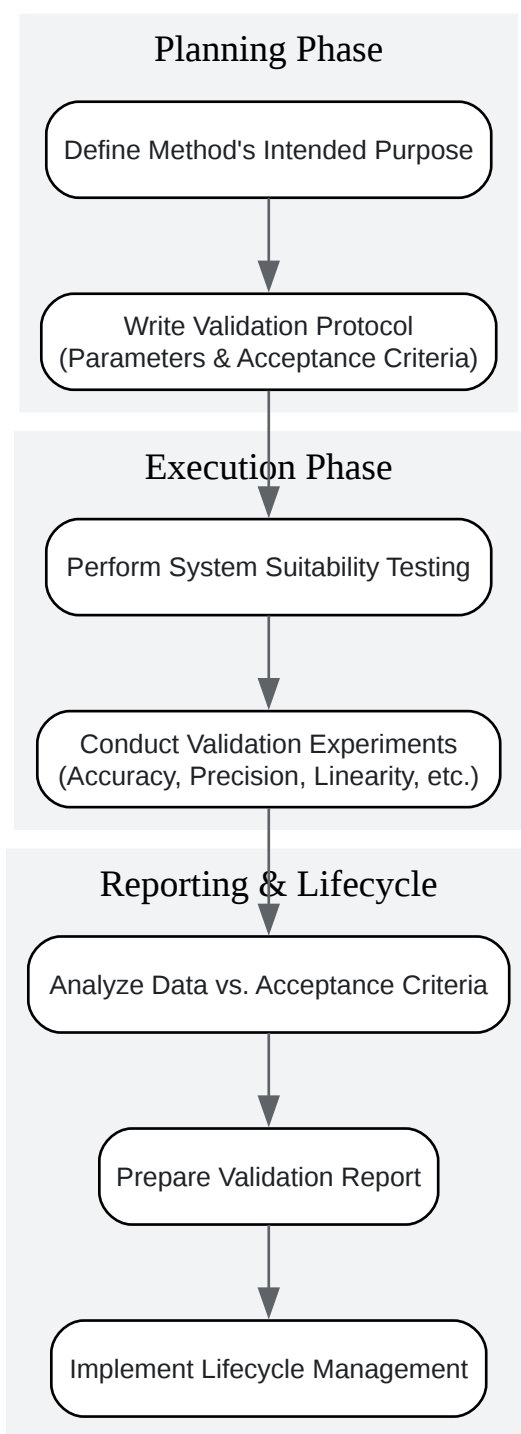 Planning Phase
Define Method's Intended Purpose
Write Validation Protocol
(Parameters & Acceptance Criteria)
Execution Phase
Perform System Suitability Testing
Conduct Validation Experiments
(Accuracy, Precision, Linearity, etc.)
Reporting & Lifecycle
Analyze Data vs. Acceptance Criteria
Prepare Validation Report
Implement Lifecycle Management